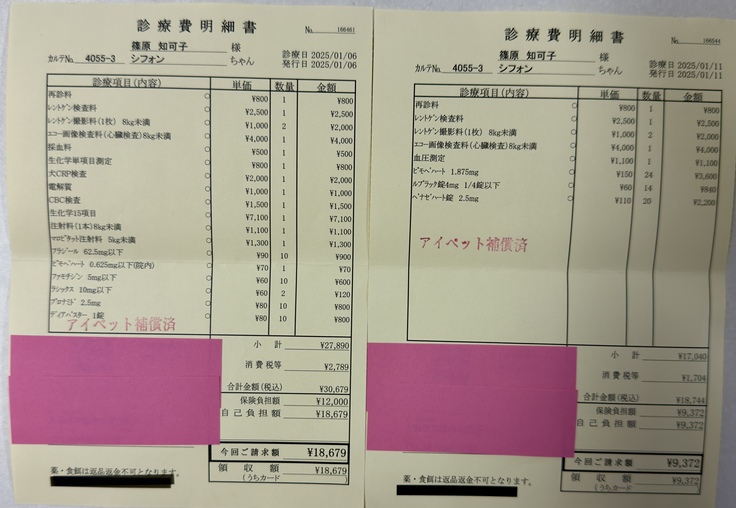 診療費明細書
No. 166461
篠原 知可子 様
カルテNo. 4055-3 シフォン ちゃん
診療日 2025/01/06
発行日 2025/01/06
診療項目(内容) 単価 数量 金額
再診料 ○ ¥800 1 ¥800
レントゲン検査料 ○ ¥2,500 1 ¥2,500
レントゲン撮影料(1枚) 8kg未満 ○ ¥1,000 2 ¥2,000
エコー画像検査料(心臓検査)8kg未満 ○ ¥4,000 1 ¥4,000
採血料 ○ ¥500 1 ¥500
生化学単項目測定 ○ ¥800 1 ¥800
犬CRP検査 ○ ¥2,000 1 ¥2,000
電解質 ○ ¥1,000 1 ¥1,000
CBC検査 ○ ¥1,500 1 ¥1,500
生化学15項目 ○ ¥7,100 1 ¥7,100
注射料(1本)8kg未満 ○ ¥1,000 1 ¥1,000
マロピタット注射料 5kg未満 ○ ¥1,300 1 ¥1,300
フラジール 62.5mg以下 ○ ¥90 10 ¥900
ピモベハート 0.625mg以下(院内) ○ ¥70 1 ¥70
ファモチジン 5mg以下 ○ ¥60 10 ¥600
ラシックス 10mg以下 ○ ¥60 2 ¥120
プロナミド 2.5mg ○ ¥80 10 ¥800
ディアバスター 1錠 ○ ¥80 10 ¥800
アイペット補償済
小計 ¥27,890
消費税等 ¥2,789
合計金額(税込) ¥30,679
保険負担額 ¥12,000
自己負担額 ¥18,679
今回ご請求額 ¥18,679
領収額 ¥18,679
(うちカード )
薬・食餌は返品返金不可となります。
診療費明細書
No. 166544
篠原 知可子 様
カルテNo. 4055-3 シフォン ちゃん
診療日 2025/01/11
発行日 2025/01/11
診療項目(内容) 単価 数量 金額
再診料 ○ ¥800 1 ¥800
レントゲン検査料 ○ ¥2,500 1 ¥2,500
レントゲン撮影料(1枚) 8kg未満 ○ ¥1,000 2 ¥2,000
エコー画像検査料(心臓検査)8kg未満 ○ ¥4,000 1 ¥4,000
血圧測定 ○ ¥1,100 1 ¥1,100
ピモベハート 1.875mg ○ ¥150 24 ¥3,600
ルプラック錠4mg 1/4錠以下 ○ ¥60 14 ¥840
ベナゼハート錠 2.5mg ○ ¥110 20 ¥2,200
アイペット補償済
小計 ¥17,040
消費税等 ¥1,704
合計金額(税込) ¥18,744
保険負担額 ¥9,372
自己負担額 ¥9,372
今回ご請求額 ¥9,372
領収額 ¥9,372
(うちカード )
薬・食餌は返品返金不可となります。